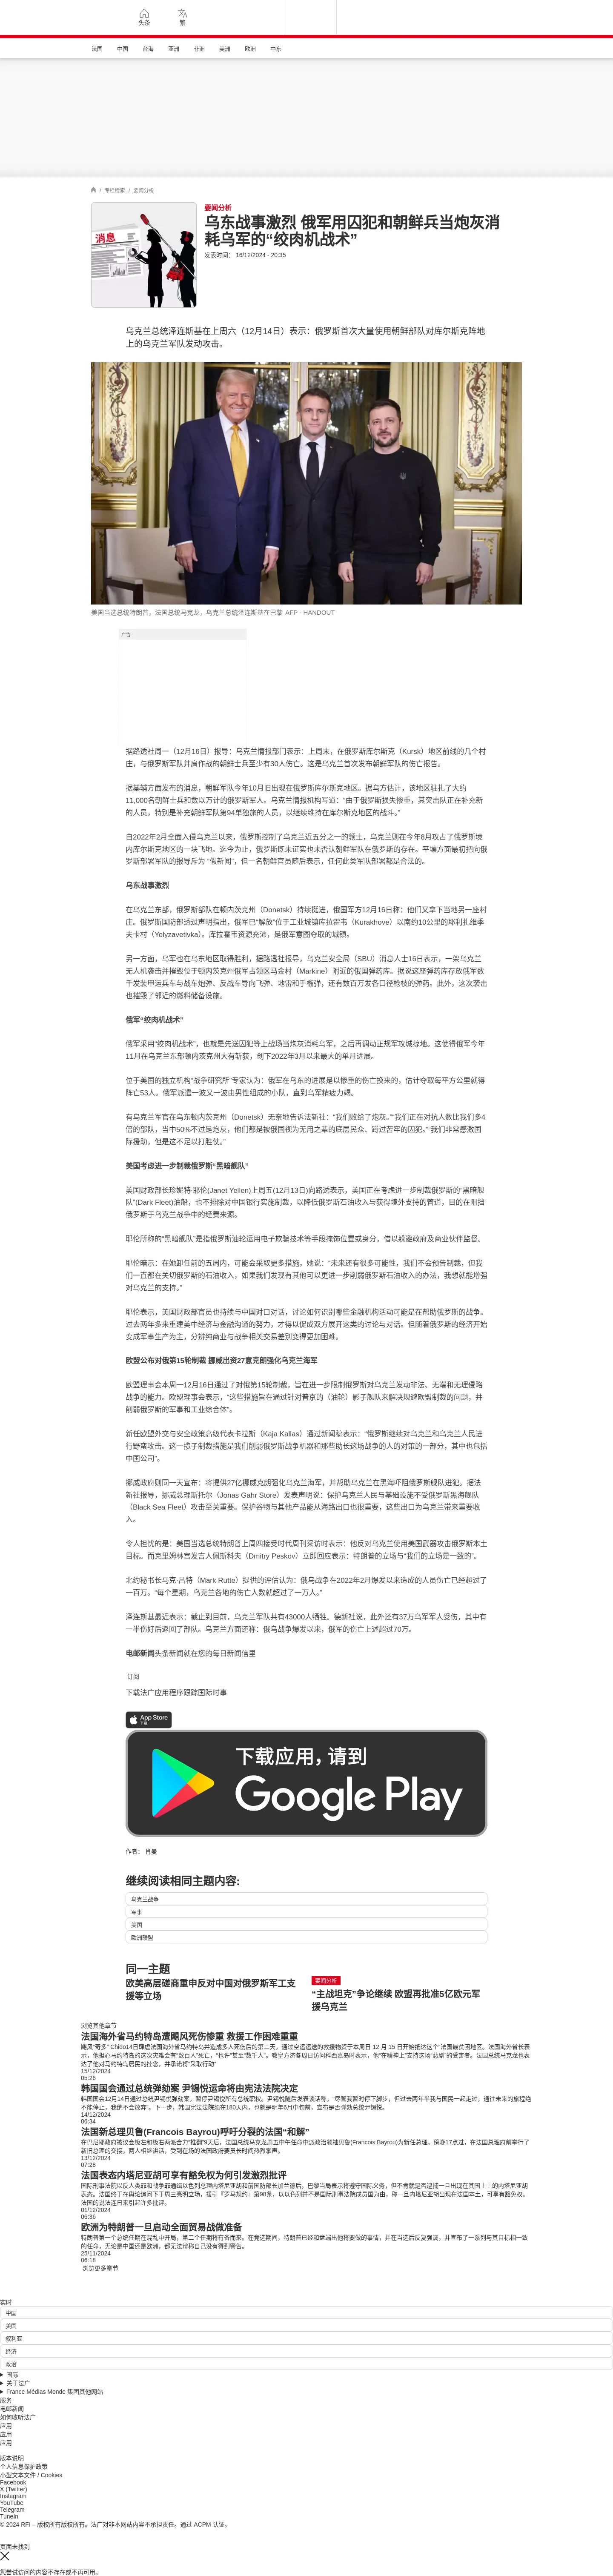 头条
繁
法国
中国
台海
亚洲
非洲
美洲
欧洲
中东
/ 专栏检索 / 要闻分析
消息
要闻分析
乌东战事激烈 俄军用囚犯和朝鲜兵当炮灰消
耗乌军的“绞肉机战术”
发表时间： 16/12/2024 - 20:35
乌克兰总统泽连斯基在上周六（12月14日）表示：俄罗斯首次大量使用朝鲜部队对库尔斯克阵地
上的乌克兰军队发动攻击。
美国当选总统特朗普，法国总统马克龙，乌克兰总统泽连斯基在巴黎 AFP - HANDOUT
广告
据路透社周一（12月16日）报导：乌克兰情报部门表示：上周末，在俄罗斯库尔斯克（Kursk）地区前线的几个村
庄，与俄罗斯军队并肩作战的朝鲜士兵至少有30人伤亡。这是乌克兰首次发布朝鲜军队的伤亡报告。
据基辅方面发布的消息，朝鲜军队今年10月旧出现在俄罗斯库尔斯克地区。据乌方估计，该地区驻扎了大约
11,000名朝鲜士兵和数以万计的俄罗斯军人。乌克兰情报机构写道：“由于俄罗斯损失惨重，其突击队正在补充新
的人员，特别是补充朝鲜军队第94单独旅的人员，以继续维持在库尔斯克地区的战斗。”
自2022年2月全面入侵乌克兰以来，俄罗斯控制了乌克兰近五分之一的领土，乌克兰则在今年8月攻占了俄罗斯境
内库尔斯克地区的一块飞地。迄今为止，俄罗斯既未证实也未否认朝鲜军队在俄罗斯的存在。平壤方面最初把向俄
罗斯部署军队的报导斥为 “假新闻”，但一名朝鲜官员随后表示，任何此类军队部署都是合法的。
乌东战事激烈
在乌克兰东部，俄罗斯部队在顿内茨克州（Donetsk）持续挺进，俄国军方12月16日称：他们又拿下当地另一座村
庄。俄罗斯国防部透过声明指出，俄军已“解放”位于工业城镇库拉霍韦（Kurakhove）以南约10公里的耶利扎维季
夫卡村（Yelyzavetivka）。库拉霍韦资源充沛，是俄军意图夺取的城镇。
另一方面，乌军也在乌东地区取得胜利，据路透社报导，乌克兰安全局（SBU）消息人士16日表示，一架乌克兰
无人机袭击并摧毁位于顿内茨克州俄军占领区马金村（Markine）附近的俄国弹药库。据说这座弹药库存放俄军数
千发装甲运兵车与战车炮弹、反战车导向飞弹、地雷和手榴弹，还有数百万发各口径枪枝的弹药。此外，这次袭击
也摧毁了邻近的燃料储备设施。
俄军“绞肉机战术”
俄军采用“绞肉机战术”，也就是先送囚犯等上战场当炮灰消耗乌军，之后再调动正规军攻城掠地。这使得俄军今年
11月在乌克兰东部顿内茨克州大有斩获，创下2022年3月以来最大的单月进展。
位于美国的独立机构“战争研究所”专家认为：俄军在乌东的进展是以惨重的伤亡换来的，估计夺取每平方公里就得
阵亡53人。俄军派遣一波又一波由男性组成的小队，直到乌军精疲力竭。
有乌克兰军官在乌东顿内茨克州（Donetsk）无奈地告诉法新社：“我们败给了炮灰。”“我们正在对抗人数比我们多4
倍的部队，当中50%不过是炮灰，他们都是被俄国视为无用之辈的底层民众、蹲过苦牢的囚犯。”“我们非常感激国
际援助，但是这不足以打胜仗。”
美国考虑进一步制裁俄罗斯“黑暗舰队”
美国财政部长珍妮特·耶伦(Janet Yellen)上周五(12月13日)向路透表示，美国正在考虑进一步制裁俄罗斯的“黑暗舰
队”(Dark Fleet)油船，也不排除对中国银行实施制裁，以降低俄罗斯石油收入与获得境外支持的管道，目的在阻挡
俄罗斯于乌克兰战争中的经费来源。
耶伦所称的“黑暗舰队”是指俄罗斯油轮运用电子欺骗技术等手段掩饰位置或身分，借以躲避政府及商业伙伴监督。
耶伦暗示：在她卸任前的五周内，可能会采取更多措施，她说：“未来还有很多可能性，我们不会预告制裁，但我
们一直都在关切俄罗斯的石油收入，如果我们发现有其他可以更进一步削弱俄罗斯石油收入的办法，我想就能增强
对乌克兰的支持。”
耶伦表示，美国财政部官员也持续与中国对口对话，讨论如何识别哪些金融机构活动可能是在帮助俄罗斯的战争。
过去两年多来重建美中经济与金融沟通的努力，才得以促成双方展开这类的讨论与对话。但随着俄罗斯的经济开始
变成军事生产为主，分辨纯商业与战争相关交易差别变得更加困难。
欧盟公布对俄第15轮制裁 挪威出资27意克朗强化乌克兰海军
欧盟理事会本周一12月16日通过了对俄第15轮制裁，旨在进一步限制俄罗斯对乌克兰发动非法、无端和无理侵略
战争的能力。欧盟理事会表示，“这些措施旨在通过针对普京的（油轮）影子舰队来解决规避欧盟制裁的问题，并
削弱俄罗斯的军事和工业综合体”。
新任欧盟外交与安全政策高级代表卡拉斯（Kaja Kallas）通过新闻稿表示：“俄罗斯继续对乌克兰和乌克兰人民进
行野蛮攻击。这一揽子制裁措施是我们削弱俄罗斯战争机器和那些助长这场战争的人的对策的一部分，其中也包括
中国公司”。
挪威政府则同一天宣布：将提供27亿挪威克朗强化乌克兰海军，并帮助乌克兰在黑海吓阻俄罗斯舰队进犯。据法
新社报导，挪威总理斯托尔（Jonas Gahr Store）发表声明说：保护乌克兰人民与基础设施不受俄罗斯黑海舰队
（Black Sea Fleet）攻击至关重要。保护谷物与其他产品能从海路出口也很重要，这些出口为乌克兰带来重要收
入。
令人担忧的是：美国当选总统特朗普上周四接受时代周刊采访时表示：他反对乌克兰使用美国武器攻击俄罗斯本土
目标。而克里姆林宫发言人佩斯科夫（Dmitry Peskov）立即回应表示：特朗普的立场与“我们的立场是一致的”。
北约秘书长马克·吕特（Mark Rutte）提供的评估认为：俄乌战争在2022年2月爆发以来造成的人员伤亡已经超过了
一百万。“每个星期，乌克兰各地的伤亡人数就超过了一万人。”
泽连斯基最近表示：截止到目前，乌克兰军队共有43000人牺牲。德新社说，此外还有37万乌军军人受伤，其中有
一半伤好后返回了部队。乌克兰方面还称：俄乌战争爆发以来，俄军的伤亡上述超过70万。
电邮新闻头条新闻就在您的每日新闻信里
订阅
下载法广应用程序跟踪国际时事
App Store
下载
下载应用，请到
Google Play
作者： 肖曼
继续阅读相同主题内容:
乌克兰战争
军事
美国
欧洲联盟
同一主题
欧美高层磋商重申反对中国对俄罗斯军工支
援等立场
要闻分析
“主战坦克”争论继续 欧盟再批准5亿欧元军
援乌克兰
浏览其他章节
法国海外省马约特岛遭飓风死伤惨重 救援工作困难重重
飓风“奇多” Chido14日肆虐法国海外省马约特岛并造成多人死伤后的第二天，通过空运运送的救援物资于本周日 12 月 15 日开始抵达这个“法国最贫困地区。法国海外省长表
示，他担心马约特岛的这次灾难会有“数百人”死亡，“也许”甚至“数千人”。教皇方济各周日访问科西嘉岛时表示，他“在精神上”支持这场“悲剧”的受害者。法国总统马克龙也表
达了他对马约特岛居民的挂念，并承诺将“采取行动”
15/12/2024
05:26
韩国国会通过总统弹劾案 尹锡悦运命将由宪法法院决定
韩国国会12月14日通过总统尹锡悦弹劾案，暂停尹锡悦所有总统职权。尹锡悦随后发表谈话称，“尽管我暂时停下脚步，但过去两年半我与国民一起走过，通往未来的旅程绝
不能停止，我绝不会放弃”。下一步，韩国宪法法院须在180天内，也就是明年6月中旬前，宣布是否弹劾总统尹锡悦。
14/12/2024
06:34
法国新总理贝鲁(Francois Bayrou)呼吁分裂的法国“和解”
在巴尼耶政府被议会极左和极右两派合力“推翻”9天后，法国总统马克龙周五中午任命中派政治领袖贝鲁(Francois Bayrou)为新任总理。傍晚17点过，在法国总理府前举行了
新旧总理的交接，两人相继讲话，受到在场的法国政府要员长时间热烈掌声。
13/12/2024
07:28
法国表态内塔尼亚胡可享有豁免权为何引发激烈批评
国际刑事法院以反人类罪和战争罪通缉以色列总理内塔尼亚胡和前国防部长加兰德后，巴黎当局表示将遵守国际义务，但不肯就是否逮捕一旦出现在其国土上的内塔尼亚胡
表态。法国终于在舆论追问下于周三亮明立场，援引『罗马规约』第98条，以以色列并不是国际刑事法院成员国为由，称一旦内塔尼亚胡出现在法国本土，可享有豁免权。
法国的说法连日来引起许多批评。
01/12/2024
06:36
欧洲为特朗普一旦启动全面贸易战做准备
特朗普第一个总统任期在混乱中开局，第二个任期将有备而来。在竞选期间，特朗普已经和盘端出他将要做的事情，并在当选后反复强调，并宣布了一系列与其目标相一致
的任命，无论是中国还是欧洲，都无法辩称自己没有得到警告。
25/11/2024
06:18
浏览更多章节
实时
中国
美国
叙利亚
经济
政治
国际
关于法广
France Médias Monde 集团其他网站
服务
电邮新闻
如何收听法广
应用
应用
应用
版本说明
个人信息保护政策
小型文本文件 / Cookies
Facebook
X (Twitter)
Instagram
YouTube
Telegram
TuneIn
© 2024 RFI – 版权所有版权所有。法广对非本网站内容不承担责任。通过 ACPM 认证。
页面未找到
您尝试访问的内容不存在或不再可用。